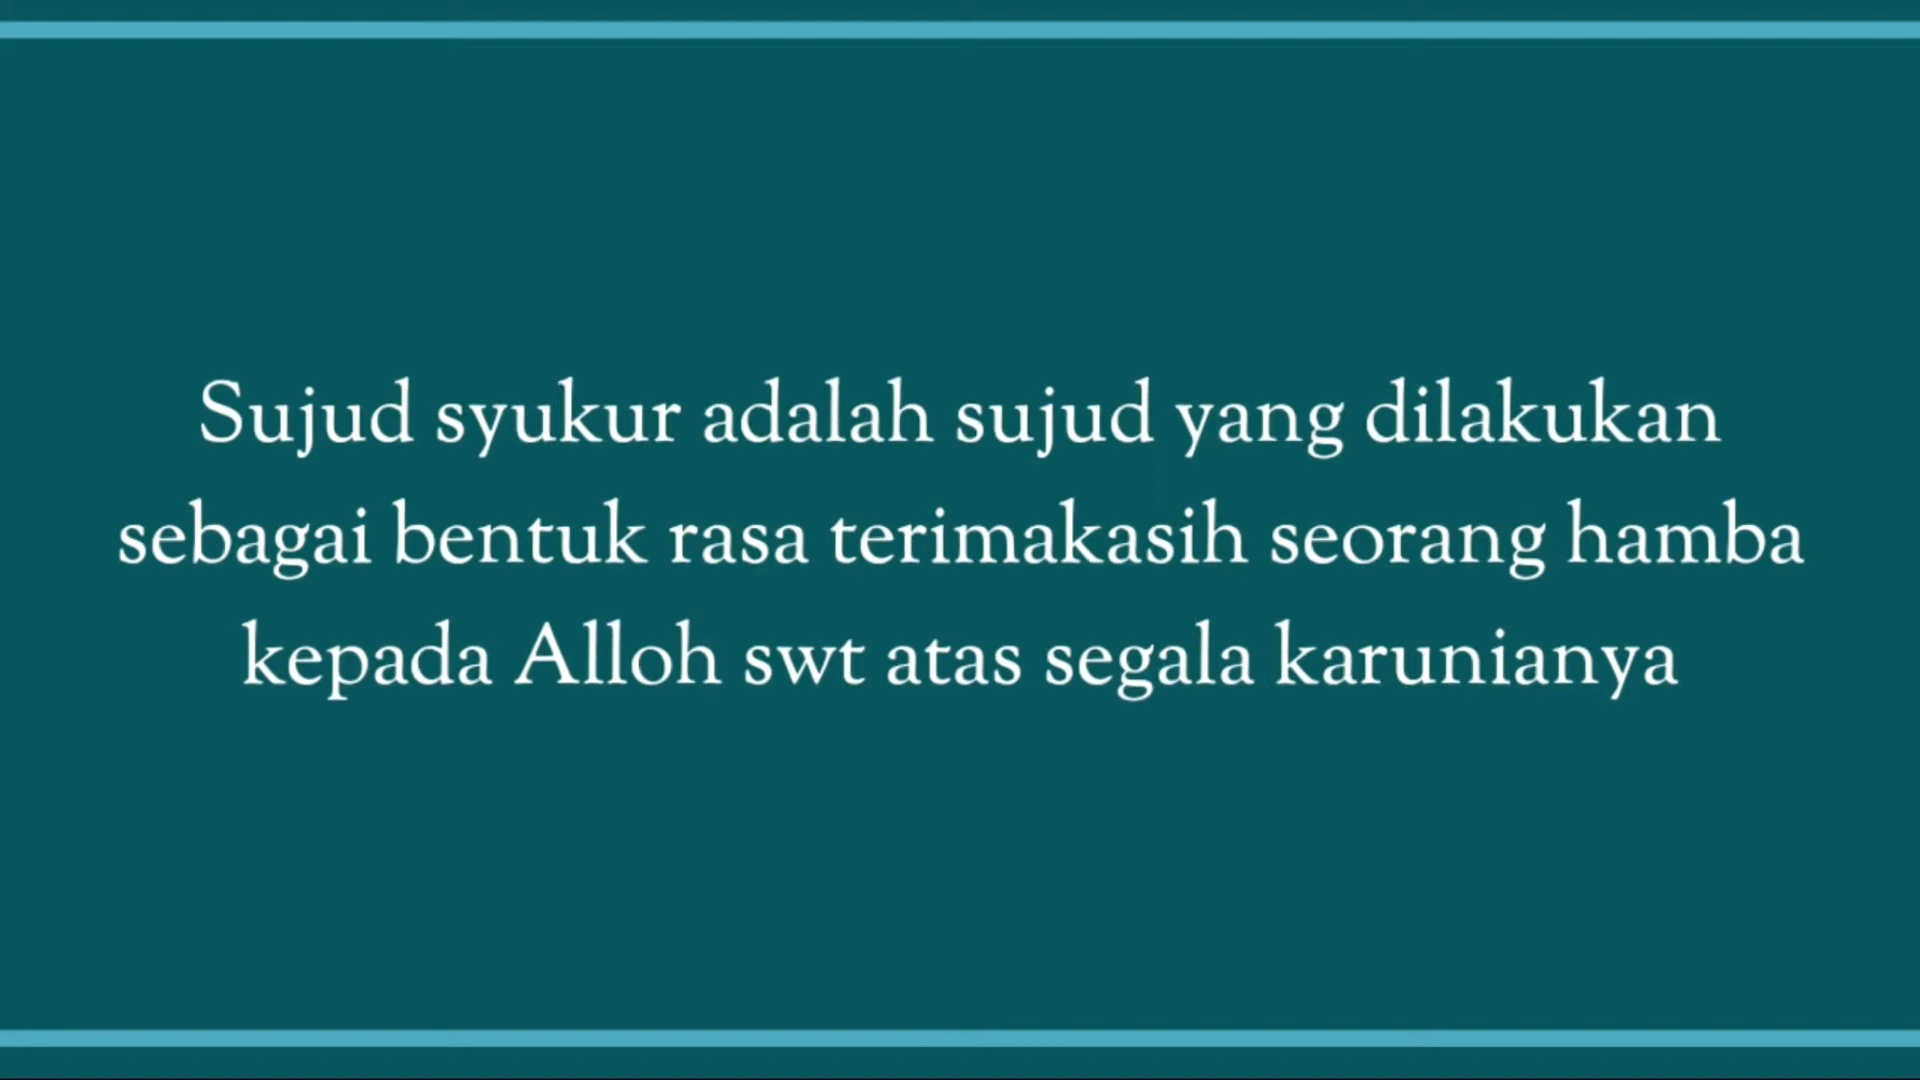 Sujud syukur adalah sujud yang dilakukan
sebagai bentuk rasa terimakasih seorang hamba
kepada Alloh swt atas segala karunianya